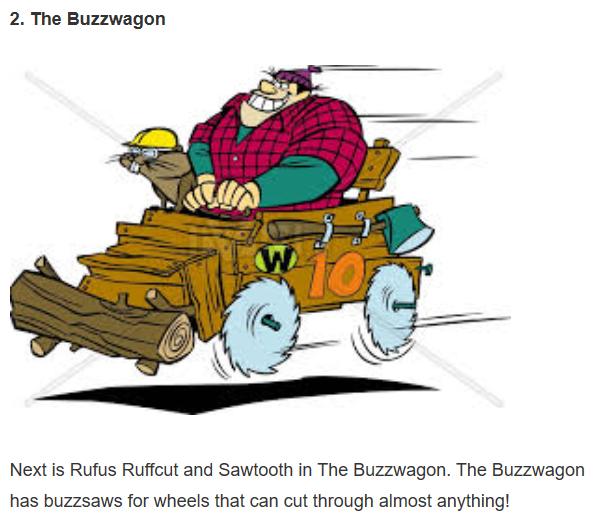 2. The Buzzwagon
W
10
Next is Rufus Ruffcut and Sawtooth in The Buzzwagon. The Buzzwagon
has buzzsaws for wheels that can cut through almost anything!